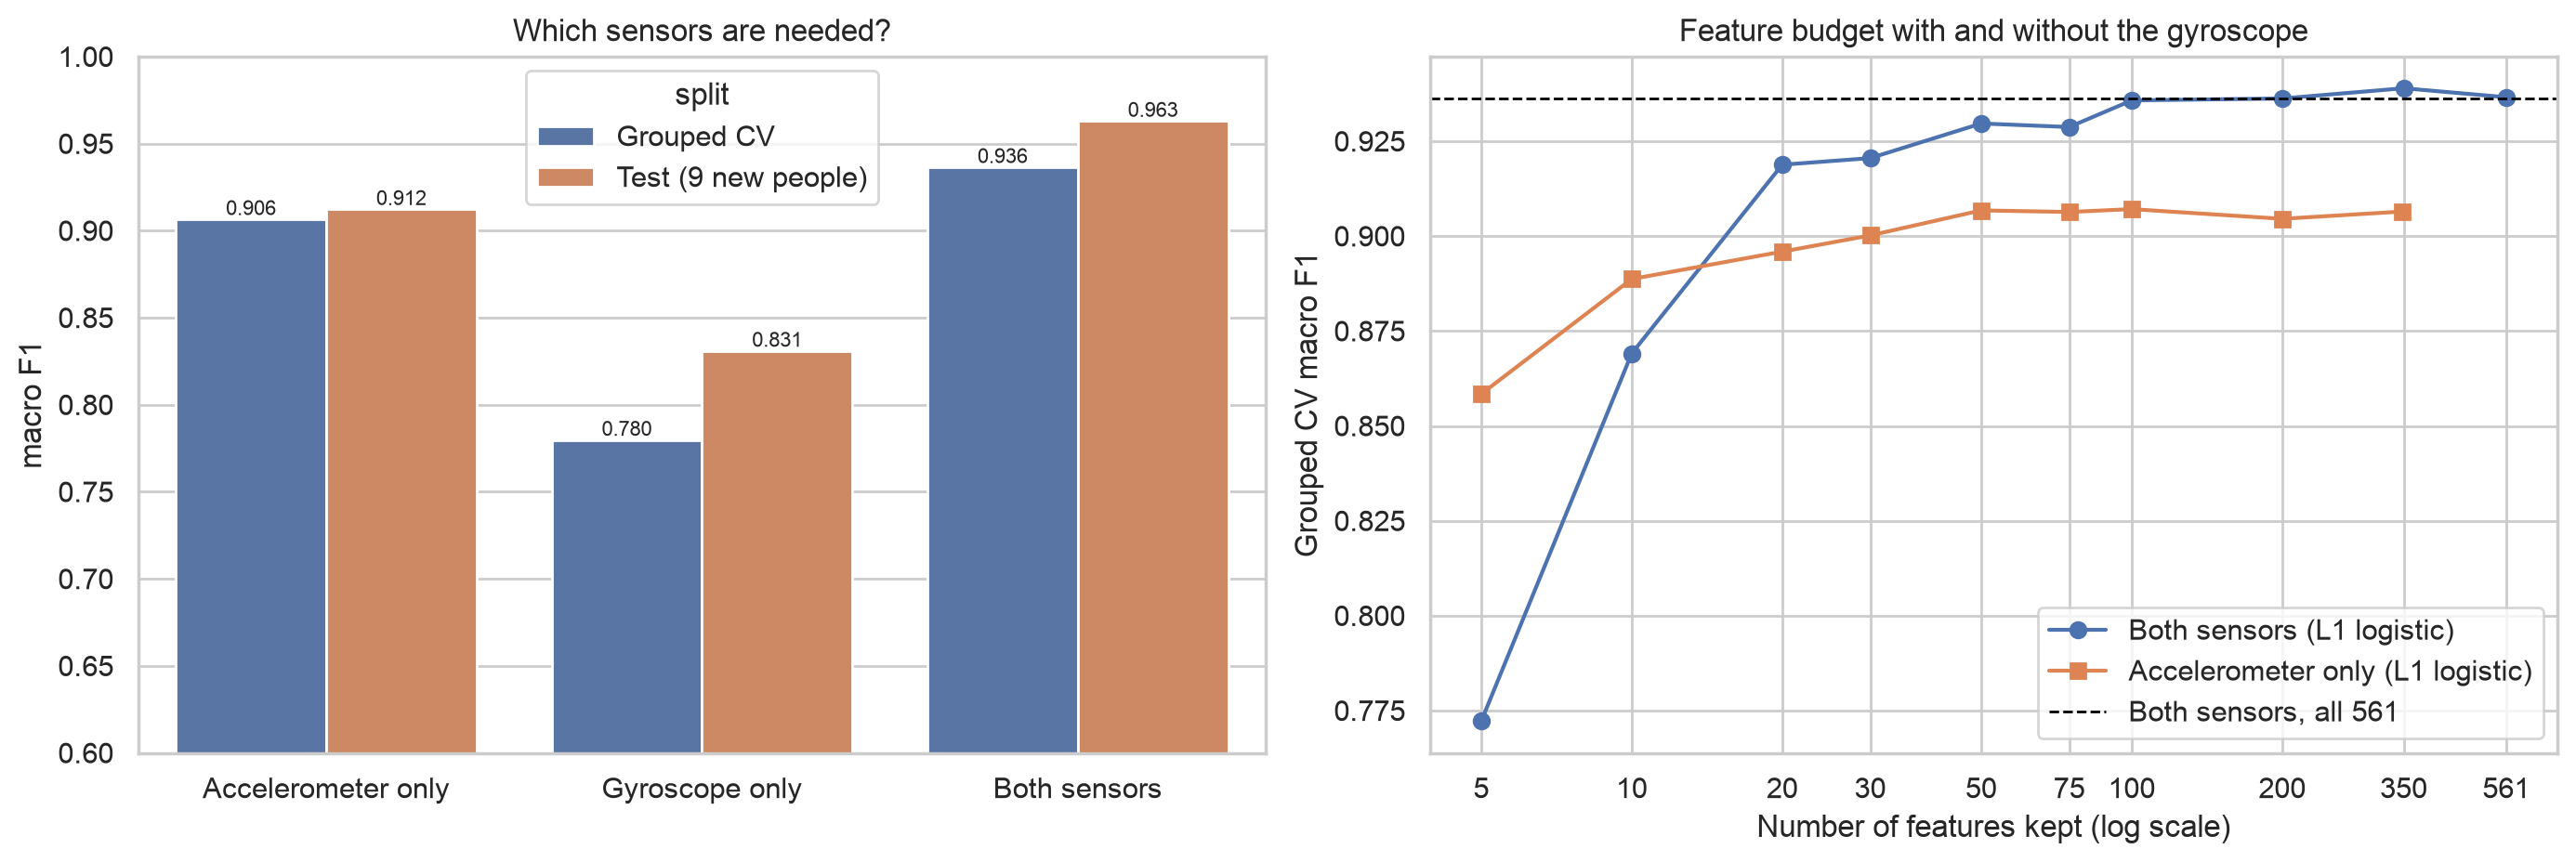 Which sensors are needed?
macro F1
1.00
0.95
0.90
0.85
0.80
0.75
0.70
0.65
0.60
split
Grouped CV
Test (9 new people)
0.906
0.912
0.780
0.831
0.936
0.963
Accelerometer only
Gyroscope only
Both sensors
Feature budget with and without the gyroscope
Grouped CV macro F1
0.925
0.900
0.875
0.850
0.825
0.800
0.775
Both sensors (L1 logistic)
Accelerometer only (L1 logistic)
Both sensors, all 561
5 10 20 30 50 75 100 200 350 561
Number of features kept (log scale)